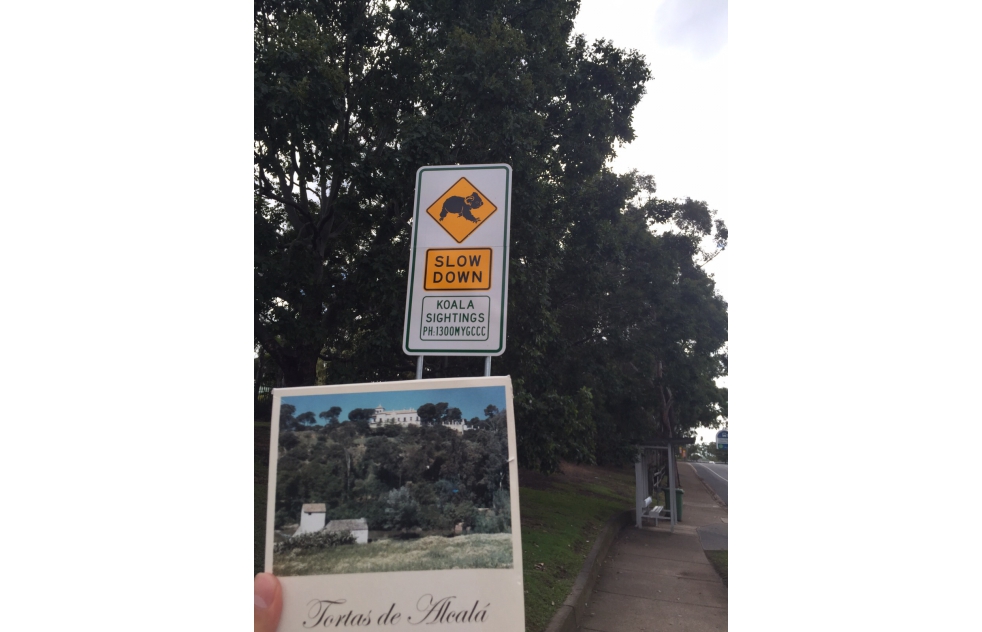 SLOW
DOWN
KOALA
SIGHTINGS
PH:1300MYGCCC
Tortas de Alcalá